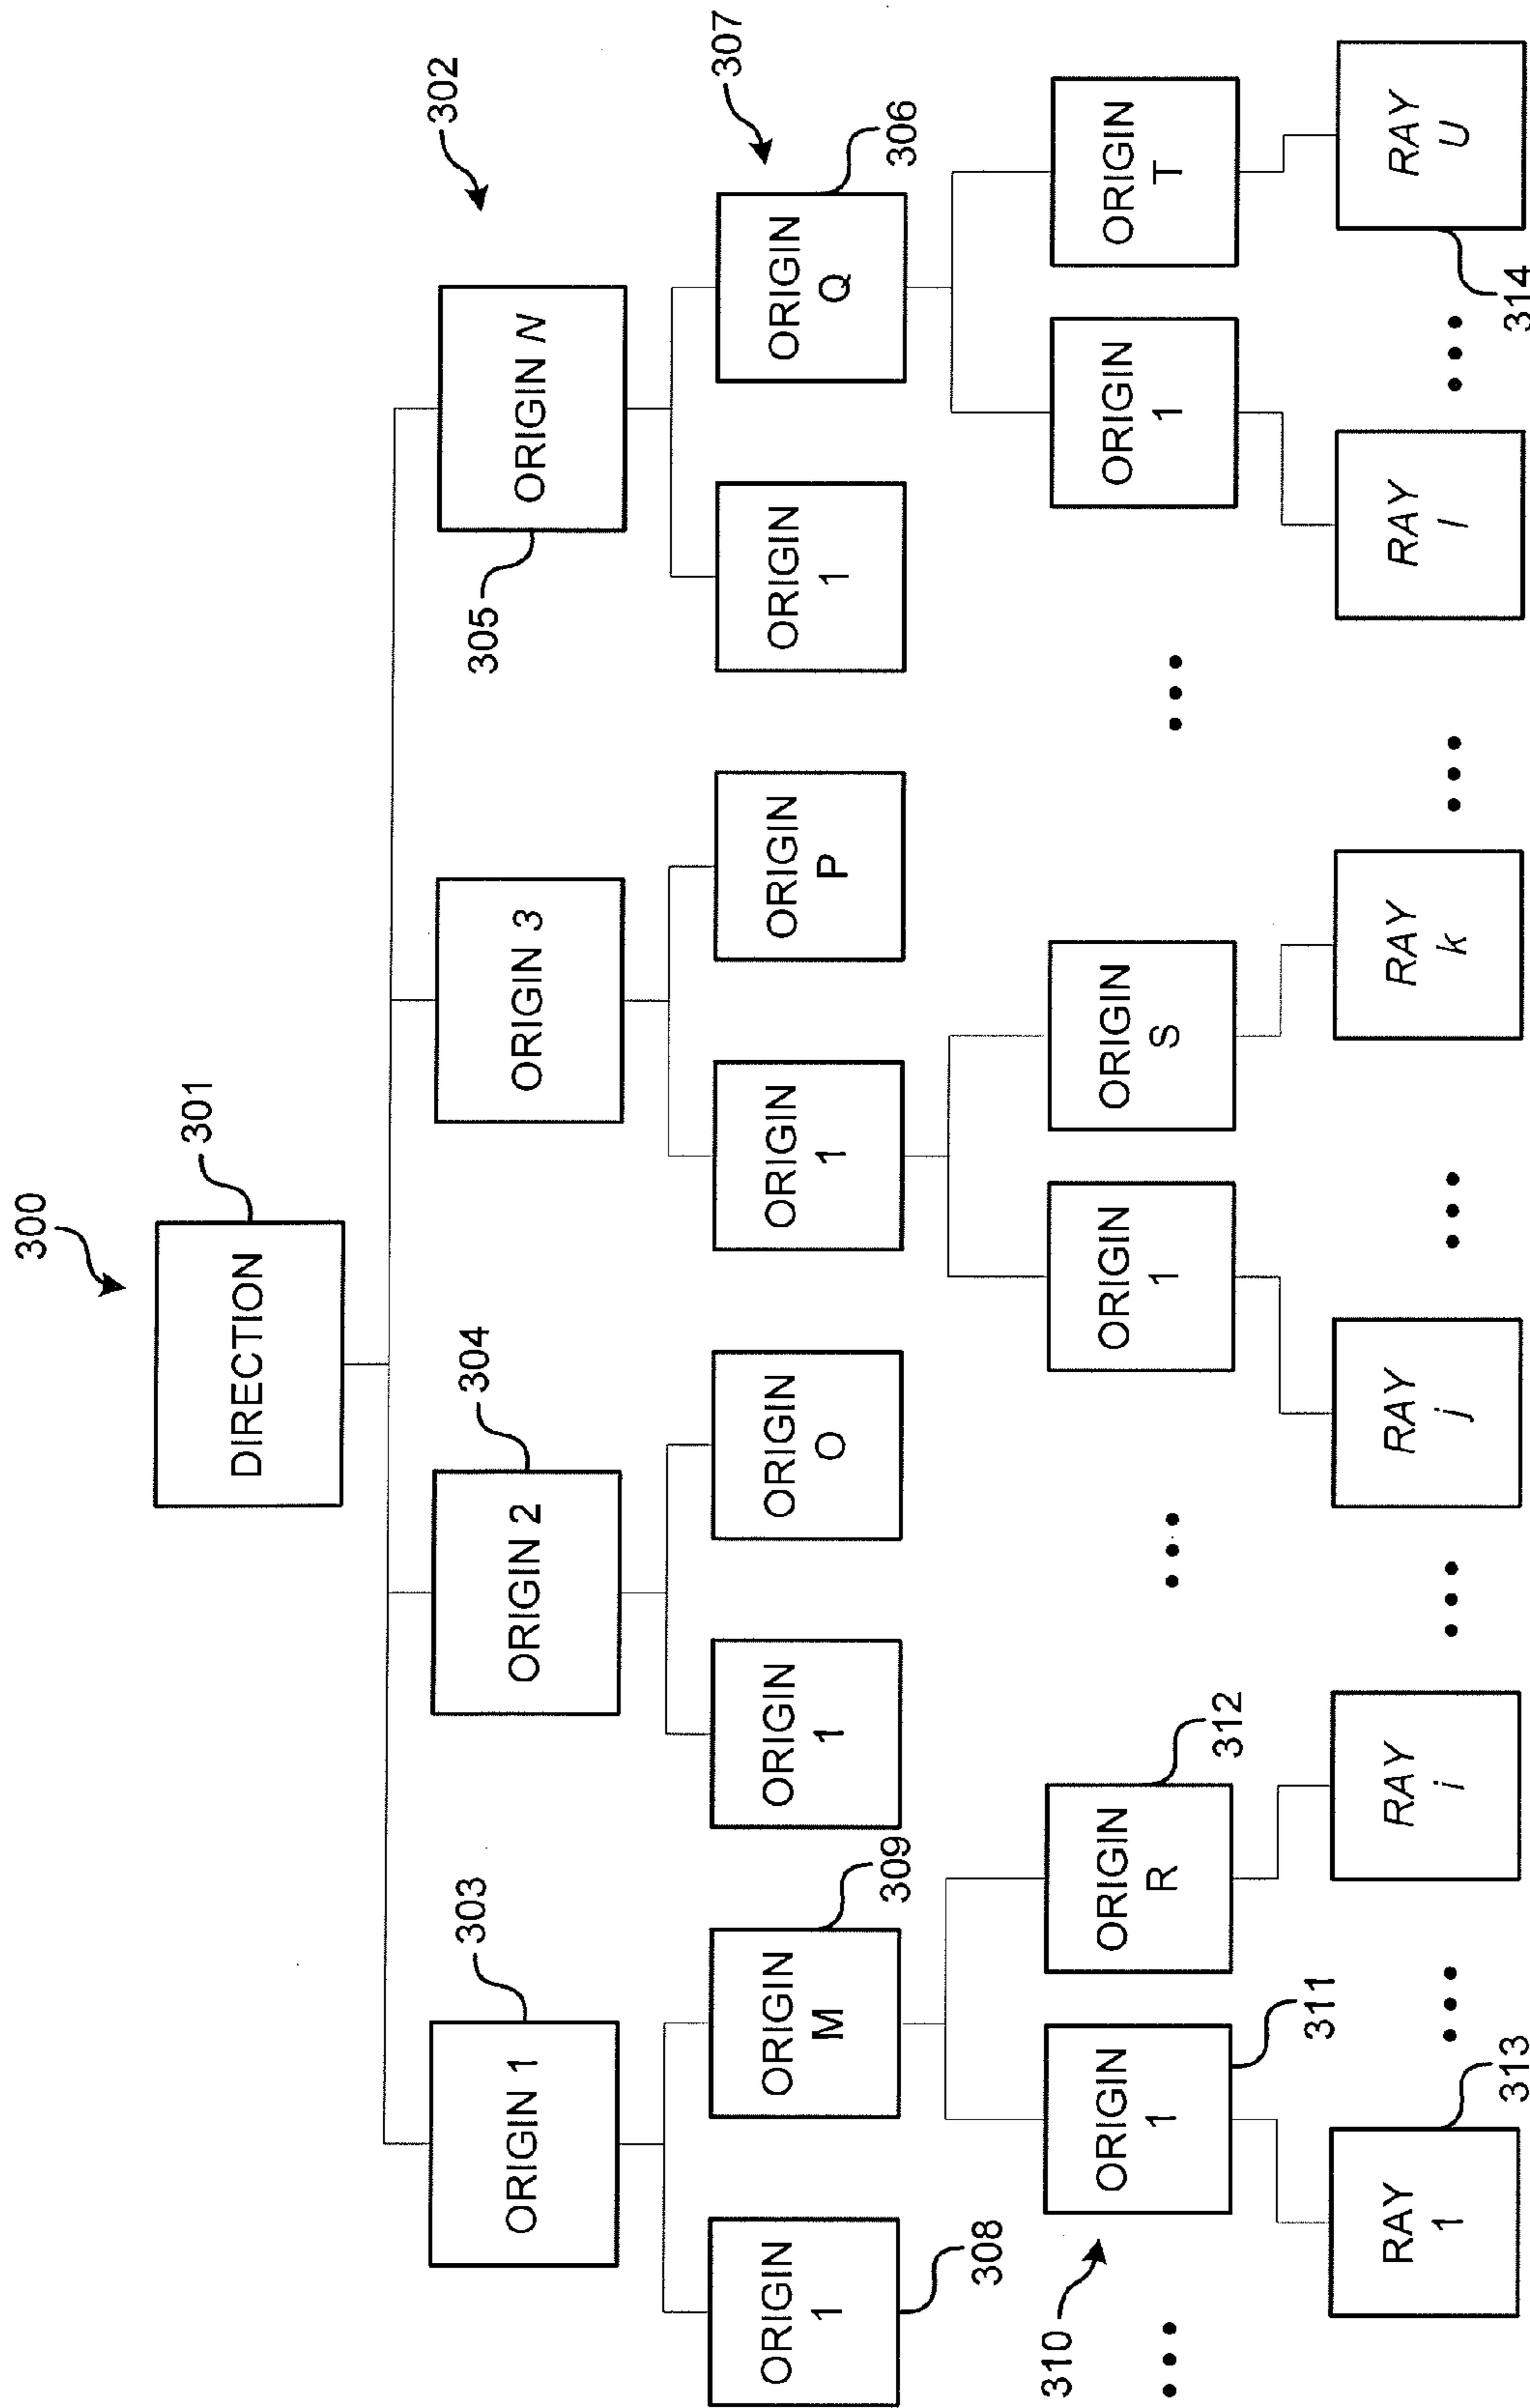 300
301
DIRECTION
302
303
304
305
ORIGIN 1
ORIGIN 2
ORIGIN 3
ORIGIN N
307
308
309
306
ORIGIN
1
ORIGIN
M
ORIGIN
1
ORIGIN
O
ORIGIN
1
ORIGIN
P
ORIGIN
1
ORIGIN
Q
310
311
312
ORIGIN
1
ORIGIN
R
ORIGIN
1
ORIGIN
S
ORIGIN
1
ORIGIN
T
313
314
RAY
1
RAY
i
RAY
j
RAY
k
RAY
l
RAY
U